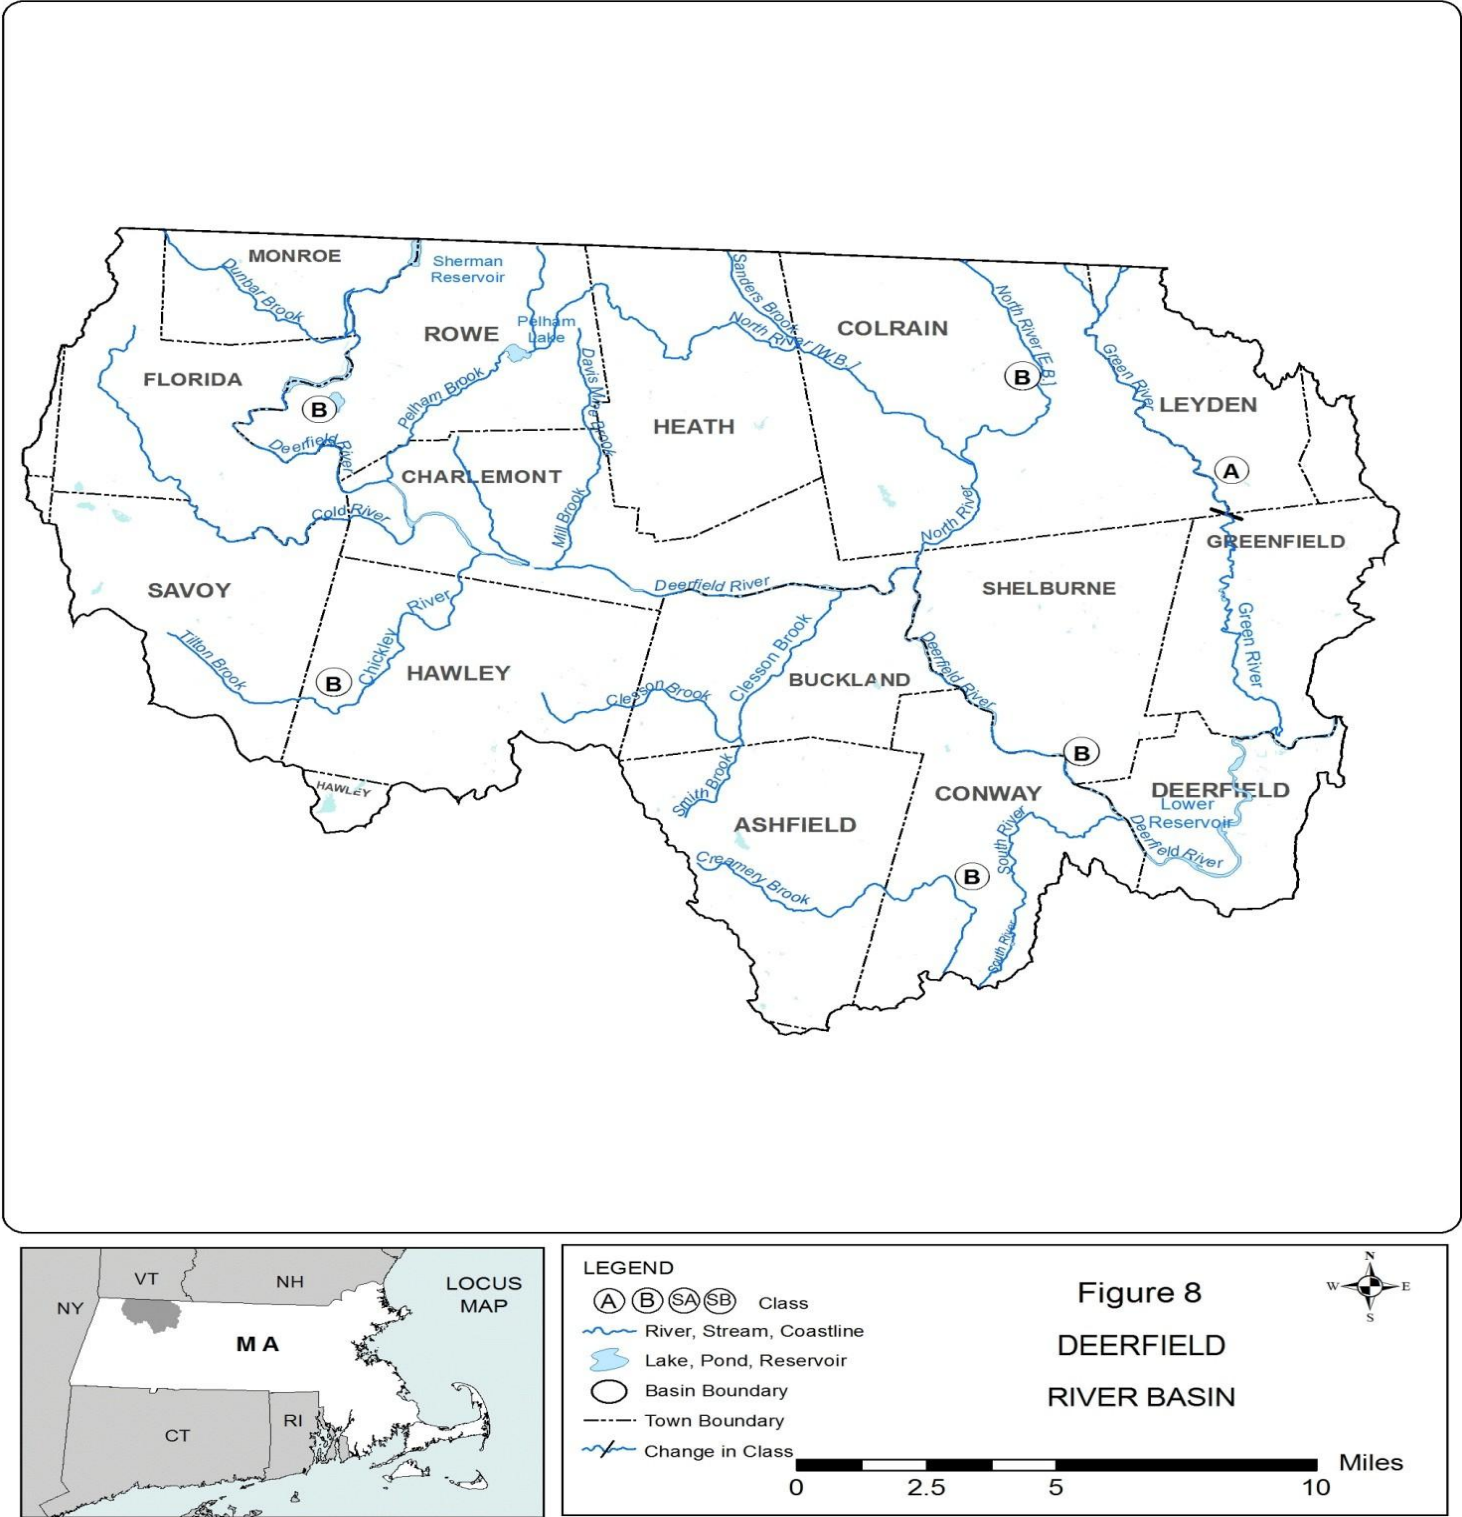 MONROE
Sherman
Reservoir
Dunbar Brook
ROWE
Pelham
Lake
Sanders Brook
North River [W.B.]
COLRAIN
North River [E.B.]
Green River
FLORIDA
B
Pelham Brook
Davis Mine Brook
B
LEYDEN
HEATH
Deerfield River
CHARLEMONT
A
Cold River
Mill Brook
North River
GREENFIELD
SAVOY
Deerfield River
SHELBURNE
Chickley River
Tilton Brook
B
HAWLEY
Clesson Brook
Clesson Brook
BUCKLAND
Deerfield River
Green River
B
HAWLEY
Smith Brook
CONWAY
DEERFIELD
Lower
Reservoir
ASHFIELD
South River
Deerfield River
Creamery Brook
B
South River
NY
VT
NH
LOCUS
MAP
MA
CT
RI
LEGEND
A B SA SB Class
River, Stream, Coastline
Lake, Pond, Reservoir
Basin Boundary
Town Boundary
Change in Class
Figure 8
DEERFIELD
RIVER BASIN
N
W E
S
Miles
0 2.5 5 10